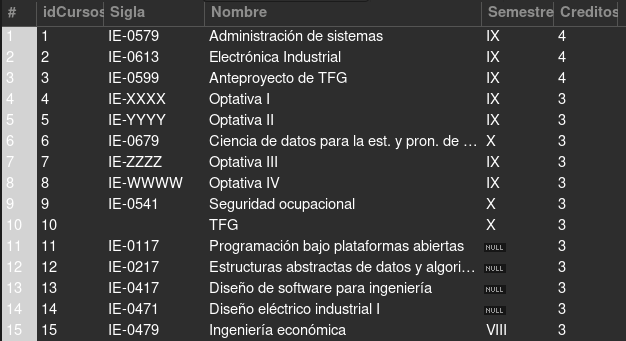 # idCursos Sigla Nombre Semestre Creditos
1 1 IE-0579 Administración de sistemas IX 4
2 2 IE-0613 Electrónica Industrial IX 4
3 3 IE-0599 Anteproyecto de TFG IX 4
4 4 IE-XXXX Optativa I IX 3
5 5 IE-YYYY Optativa II IX 3
6 6 IE-0679 Ciencia de datos para la est. y pron. de ... X 3
7 7 IE-ZZZZ Optativa III IX 3
8 8 IE-WWWW Optativa IV IX 3
9 9 IE-0541 Seguridad ocupacional X 3
10 10 TFG X 3
11 11 IE-0117 Programación bajo plataformas abiertas NULL 3
12 12 IE-0217 Estructuras abstractas de datos y algori... NULL 3
13 13 IE-0417 Diseño de software para ingeniería NULL 3
14 14 IE-0471 Diseño eléctrico industrial I NULL 3
15 15 IE-0479 Ingeniería económica VIII 3